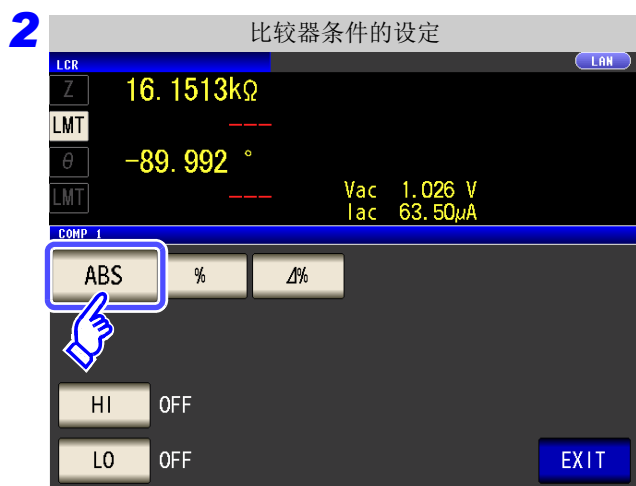 2
比较器条件的设定
LCR LAN
Z 16.1513kΩ
LMT ---
θ -89.992 °
LMT --- Vac 1.026 V
Iac 63.50μA
COMP 1
ABS % Δ%
HI OFF
LO OFF EXIT